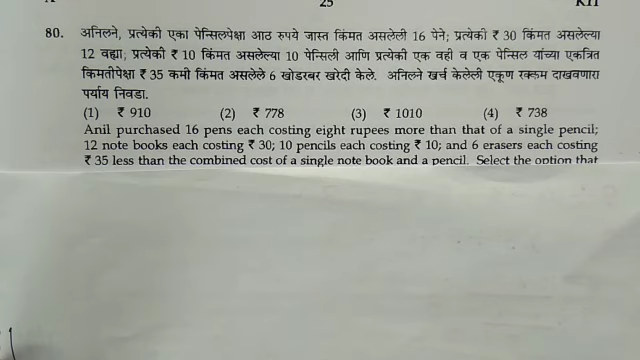 25
80. अनिलने, प्रत्येकी एका पेन्सिलपेक्षा आठ रुपये जास्त किंमत असलेली 16 पेने; प्रत्येकी ₹ 30 किंमत असलेल्या
12 वह्या; प्रत्येकी ₹ 10 किंमत असलेल्या 10 पेन्सिली आणि प्रत्येकी एक वही व एक पेन्सिल यांच्या एकत्रित
किमतीपेक्षा ₹ 35 कमी किंमत असलेले 6 खोडरबर खरेदी केले. अनिलने खर्च केलेली एकूण रक्कम दाखवणारा
पर्याय निवडा.
(1) ₹ 910 (2) ₹ 778 (3) ₹ 1010 (4) ₹ 738
Anil purchased 16 pens each costing eight rupees more than that of a single pencil;
12 note books each costing ₹ 30; 10 pencils each costing ₹ 10; and 6 erasers each costing
₹ 35 less than the combined cost of a single note book and a pencil. Select the option that